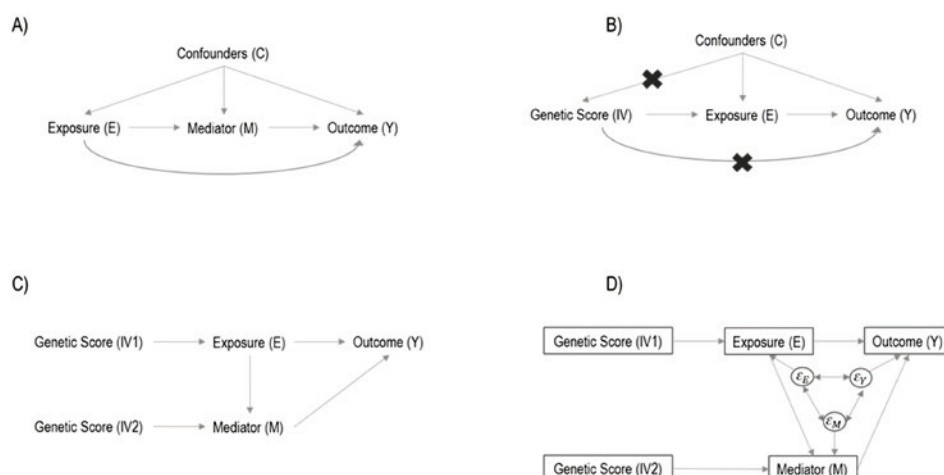 A)
Confounders (C)
Exposure (E) Mediator (M) Outcome (Y)
B)
Confounders (C)
Genetic Score (IV) Exposure (E) Outcome (Y)
C)
Genetic Score (IV1) Exposure (E) Outcome (Y)
Genetic Score (IV2) Mediator (M)
D)
Genetic Score (IV1) Exposure (E) Outcome (Y)
εE εY
εM
Genetic Score (IV2) Mediator (M)